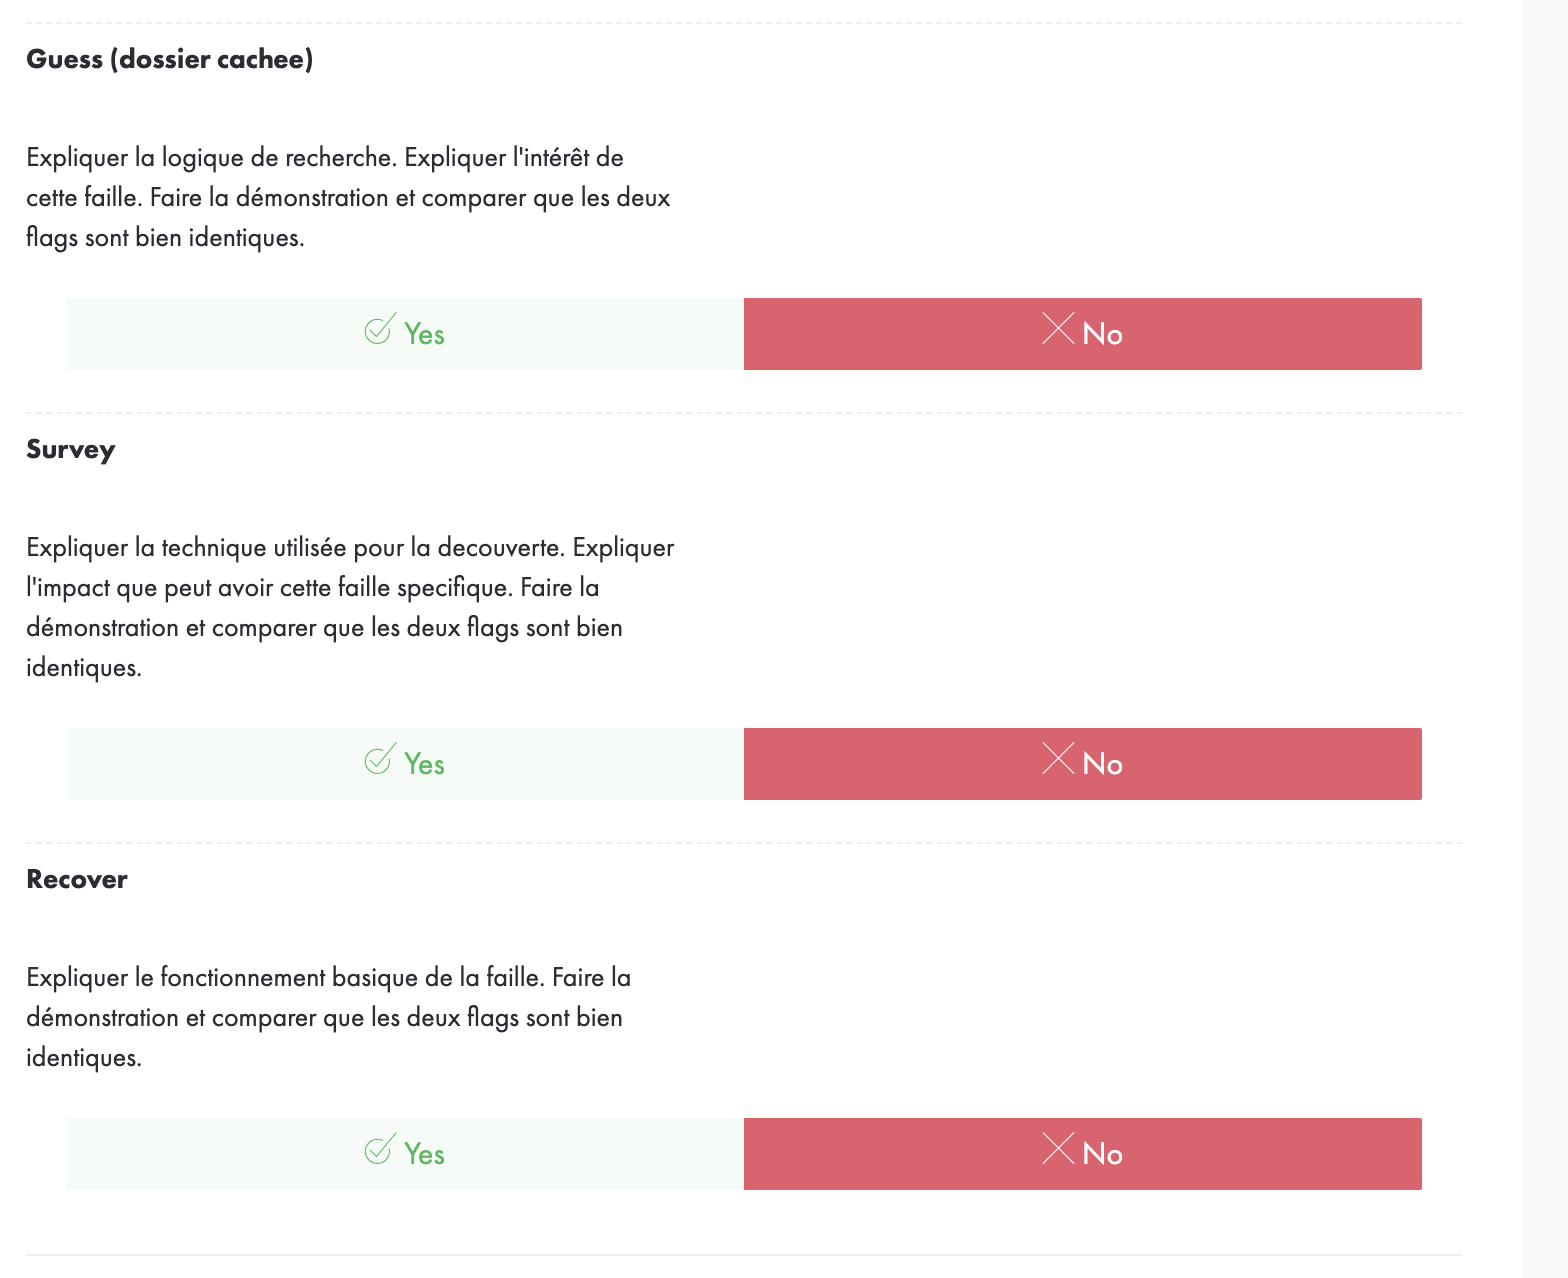 Guess (dossier cachee)
Expliquer la logique de recherche. Expliquer l'intérêt de
cette faille. Faire la démonstration et comparer que les deux
flags sont bien identiques.
Yes
No
Survey
Expliquer la technique utilisée pour la decouverte. Expliquer
l'impact que peut avoir cette faille specifique. Faire la
démonstration et comparer que les deux flags sont bien
identiques.
Yes
No
Recover
Expliquer le fonctionnement basique de la faille. Faire la
démonstration et comparer que les deux flags sont bien
identiques.
Yes
No